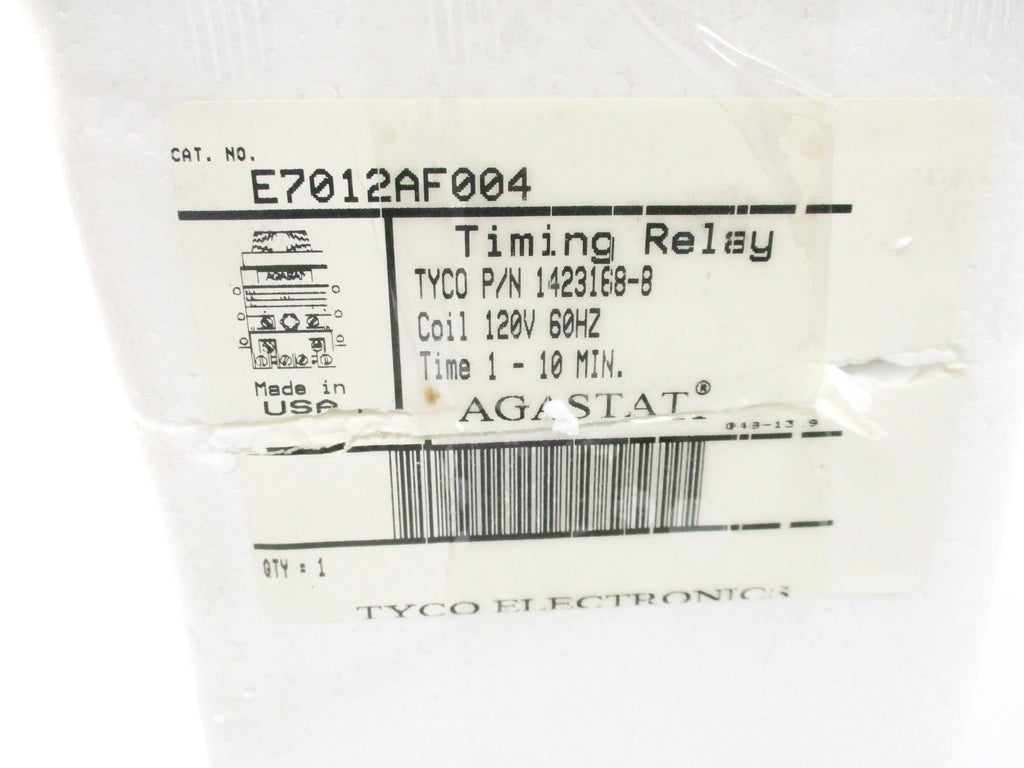 CAT. NO.
E7012AF004
Timing Relay
AGASTAT
TYCO P/N 1423168-8
Coil 120V 60HZ
Time 1 - 10 MIN.
Made in
USA
AGASTAT®
QTY = 1
TYCO ELECTRONICS